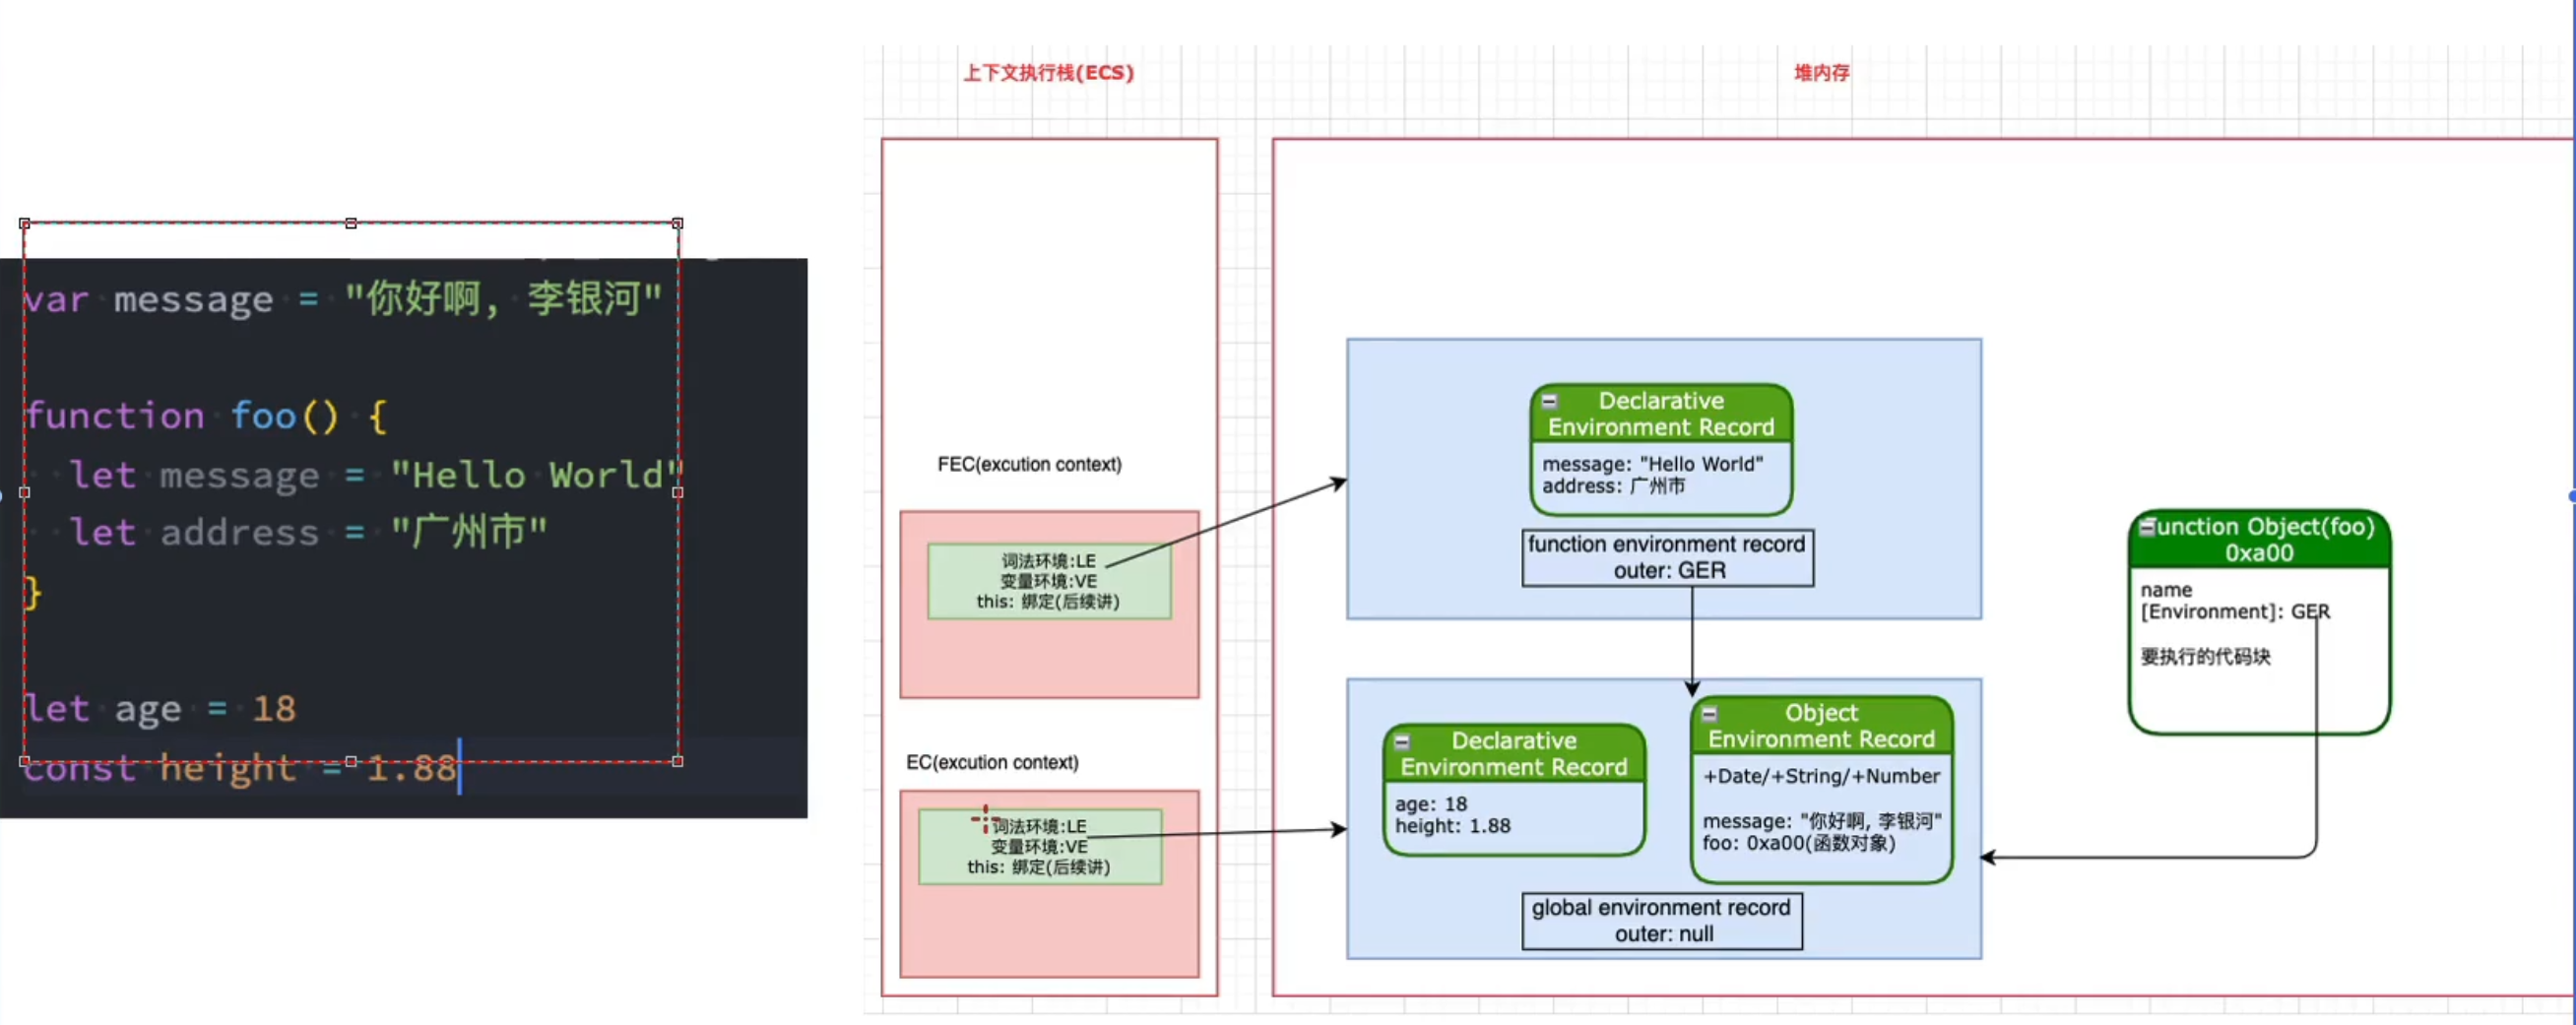 var message = "你好啊, 李银河"
function foo() {
let message = "Hello World"
let address = "广州市"
}
let age = 18
const height = 1.88
上下文执行栈(ECS)
堆内存
FEC(excution context)
词法环境:LE
变量环境:VE
this: 绑定(后续讲)
EC(excution context)
词法环境:LE
变量环境:VE
this: 绑定(后续讲)
Declarative
Environment Record
message: "Hello World"
address: 广州市
function environment record
outer: GER
Declarative
Environment Record
age: 18
height: 1.88
Object
Environment Record
+Date/+String/+Number
message: "你好啊, 李银河"
foo: 0xa00(函数对象)
global environment record
outer: null
unction Object(foo)
0xa00
name
[Environment]: GER
要执行的代码块